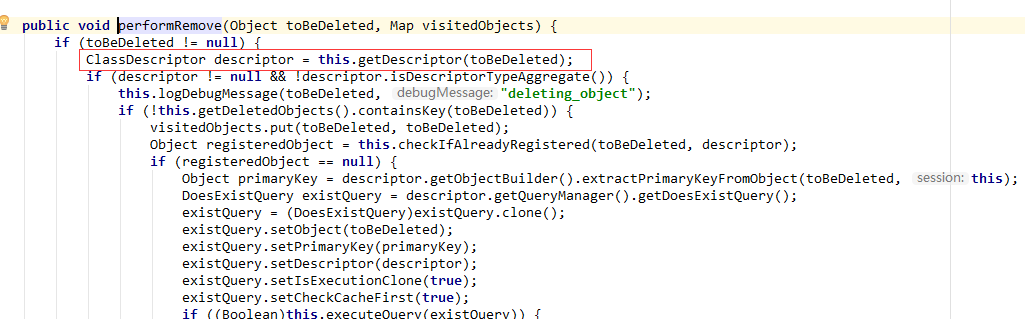 public void performRemove(Object toBeDeleted, Map visitedObjects) {
if (toBeDeleted != null) {
ClassDescriptor descriptor = this.getDescriptor(toBeDeleted);
if (descriptor != null && !descriptor.isDescriptorTypeAggregate()) {
this.logDebugMessage(toBeDeleted, debugMessage: "deleting_object");
if (!this.getDeletedObjects().containsKey(toBeDeleted)) {
visitedObjects.put(toBeDeleted, toBeDeleted);
Object registeredObject = this.checkIfAlreadyRegistered(toBeDeleted, descriptor);
if (registeredObject == null) {
Object primaryKey = descriptor.getObjectBuilder().extractPrimaryKeyFromObject(toBeDeleted, session: this);
DoesExistQuery existQuery = descriptor.getQueryManager().getDoesExistQuery();
existQuery = (DoesExistQuery)existQuery.clone();
existQuery.setObject(toBeDeleted);
existQuery.setPrimaryKey(primaryKey);
existQuery.setDescriptor(descriptor);
existQuery.setIsExecutionClone(true);
existQuery.setCheckCacheFirst(true);
if ((Boolean)this.executeQuery(existQuery)) {